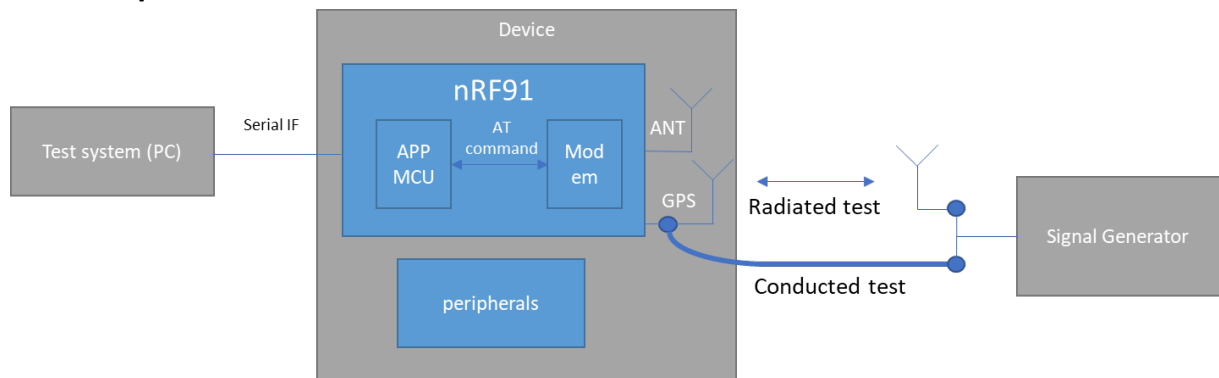 Device
nRF91
Serial IF
Test system (PC)
APP
MCU
AT
command
Mod
em
ANT
GPS
Radiated test
Signal Generator
Conducted test
peripherals